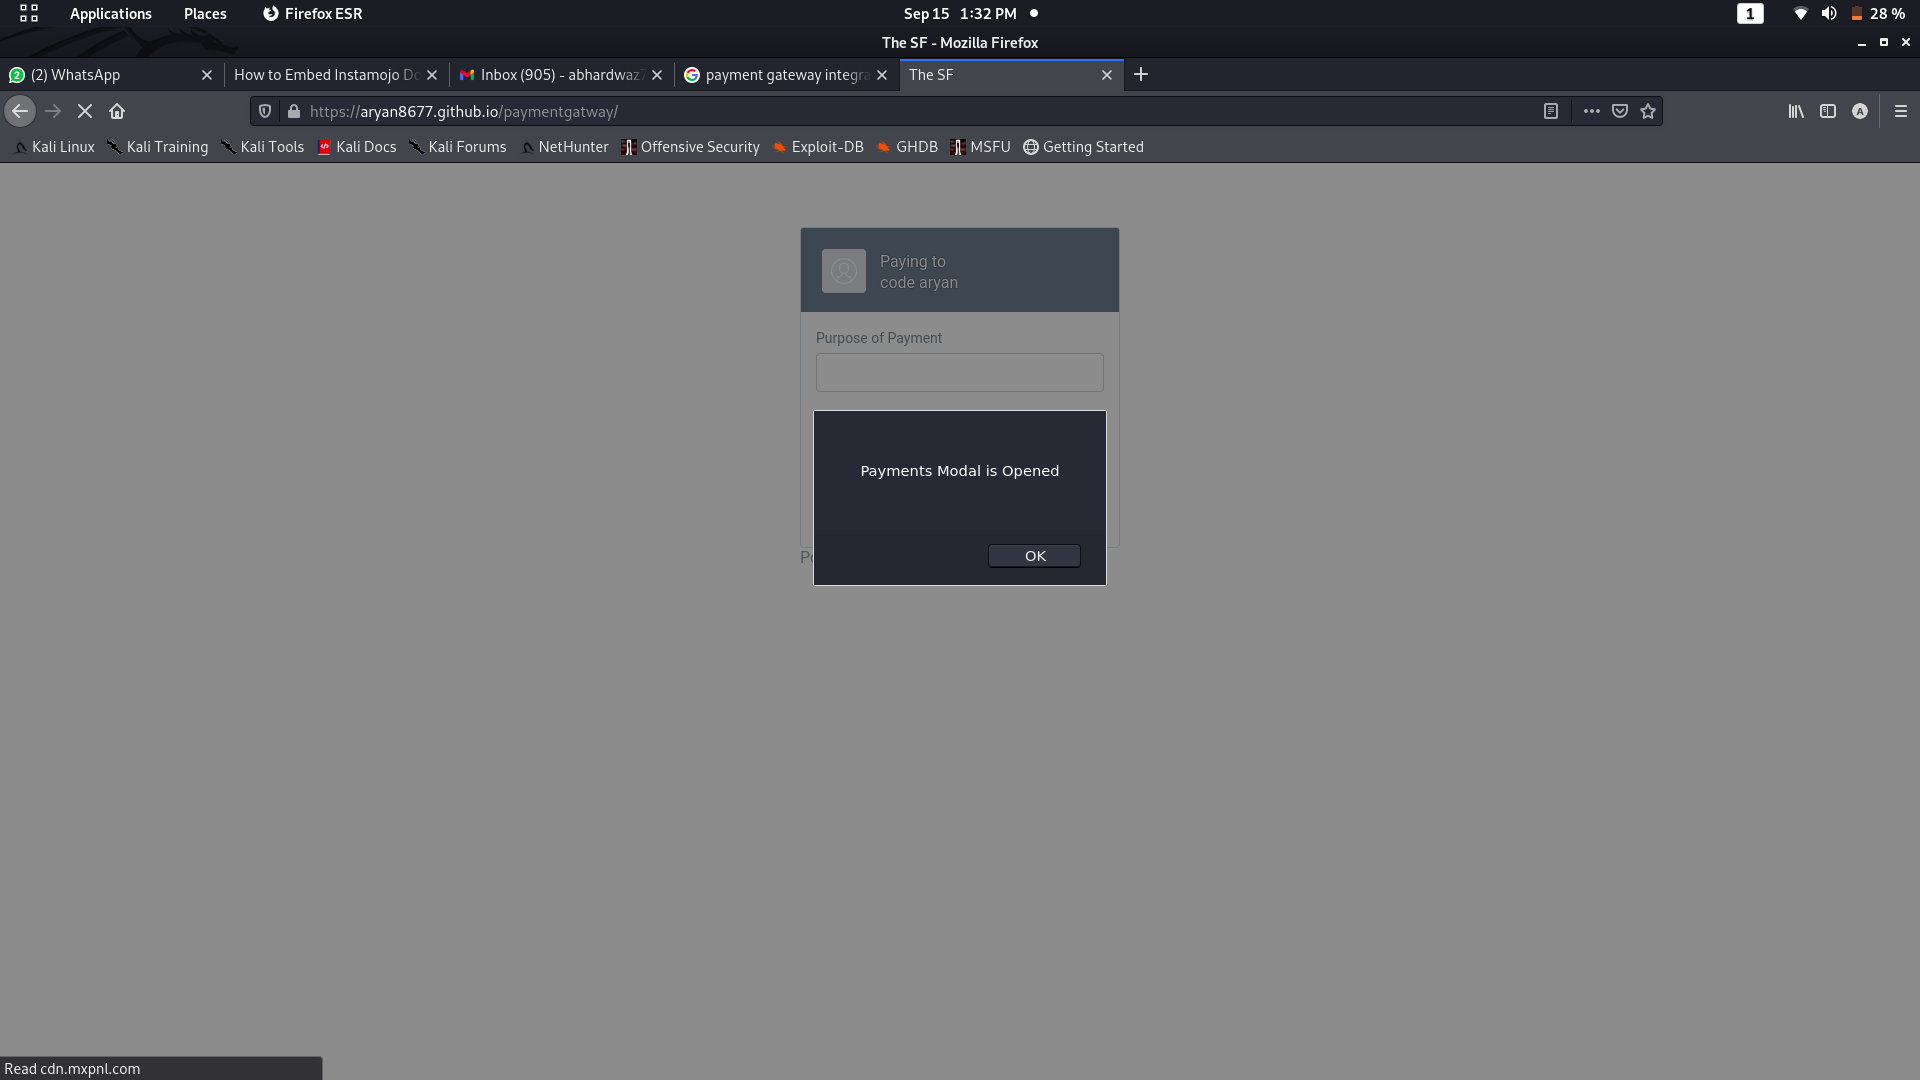 Applications Places Firefox ESR Sep 15 1:32 PM 1 28 %
The SF - Mozilla Firefox
(2) WhatsApp How to Embed Instamojo Do Inbox (905) - abhardwaz7 payment gateway integra The SF
https://aryan8677.github.io/paymentgatway/
Kali Linux Kali Training Kali Tools Kali Docs Kali Forums NetHunter Offensive Security Exploit-DB GHDB MSFU Getting Started
Paying to
code aryan
Purpose of Payment
Payments Modal is Opened
OK
Read cdn.mxpnl.com